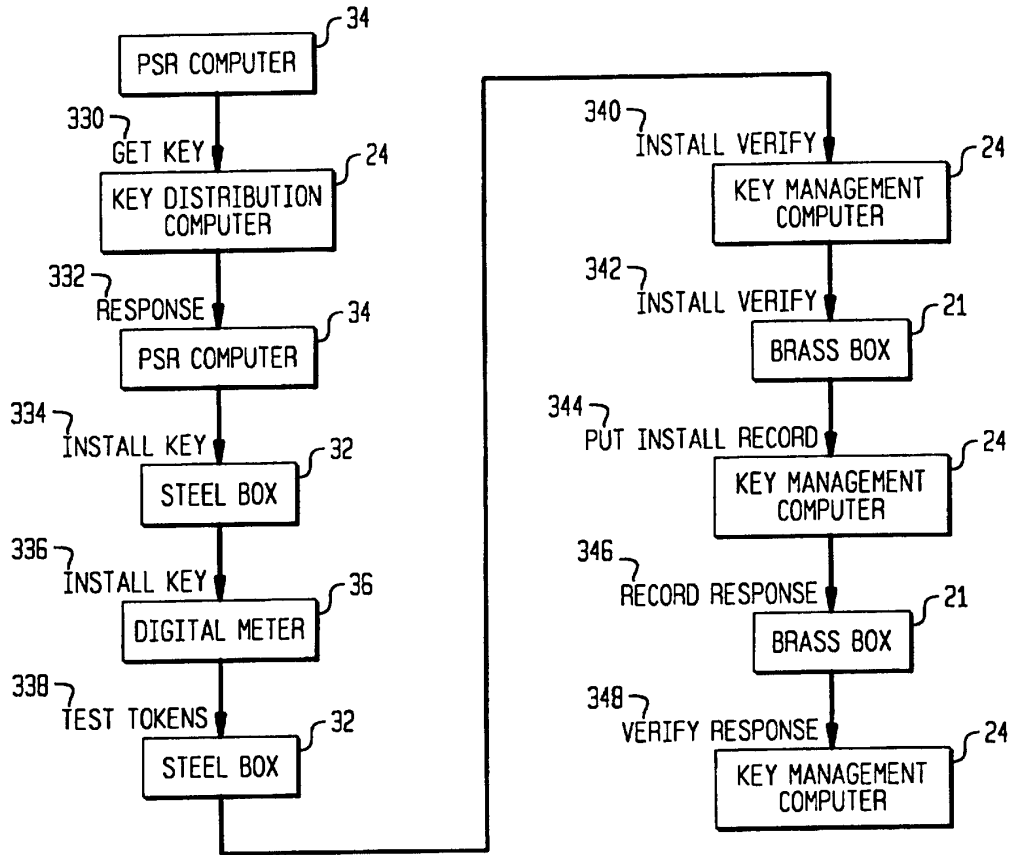 34
PSR COMPUTER
330
GET KEY
24
KEY DISTRIBUTION
COMPUTER
332
RESPONSE
34
PSR COMPUTER
334
INSTALL KEY
32
STEEL BOX
336
INSTALL KEY
36
DIGITAL METER
338
TEST TOKENS
32
STEEL BOX
340
INSTALL VERIFY
24
KEY MANAGEMENT
COMPUTER
342
INSTALL VERIFY
21
BRASS BOX
344
PUT INSTALL RECORD
24
KEY MANAGEMENT
COMPUTER
346
RECORD RESPONSE
21
BRASS BOX
348
VERIFY RESPONSE
24
KEY MANAGEMENT
COMPUTER